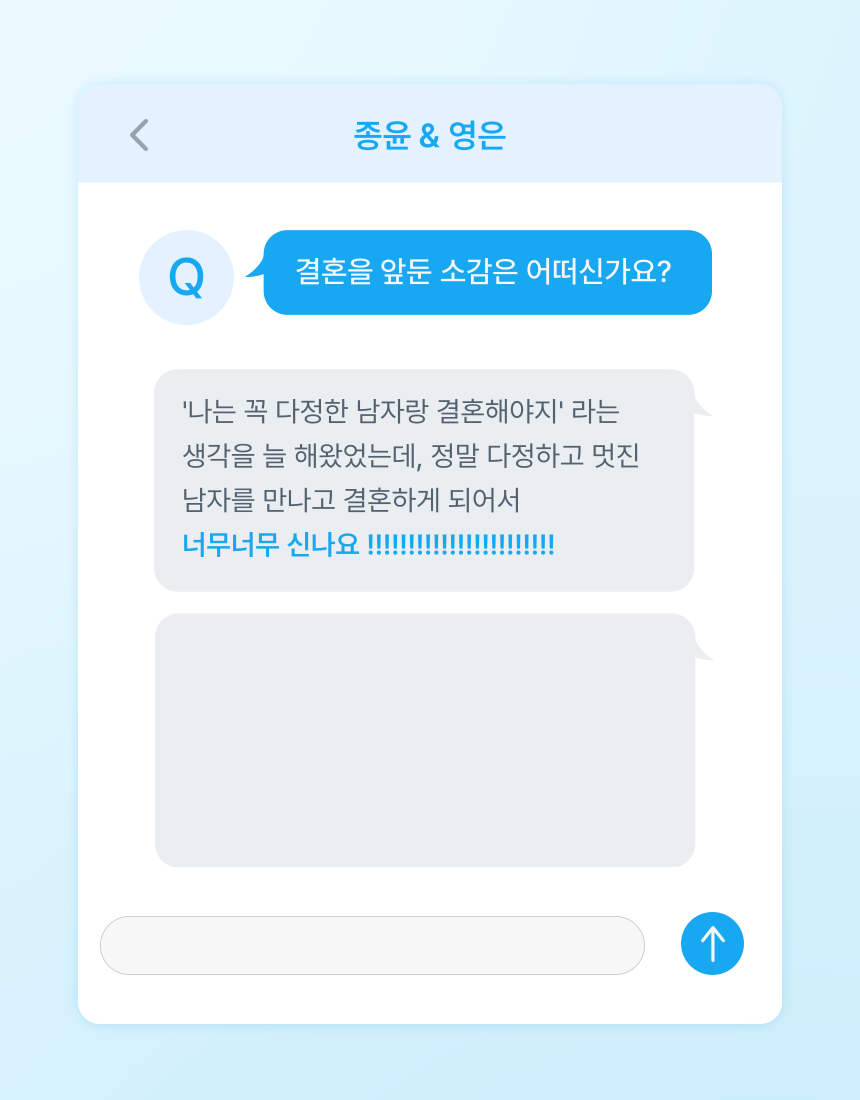 종윤 & 영은
Q
결혼을 앞둔 소감은 어떠신가요?
'나는 꼭 다정한 남자랑 결혼해야지' 라는
생각을 늘 해왔었는데, 정말 다정하고 멋진
남자를 만나고 결혼하게 되어서
너무너무 신나요 !!!!!!!!!!!!!!!!!!!!!!!